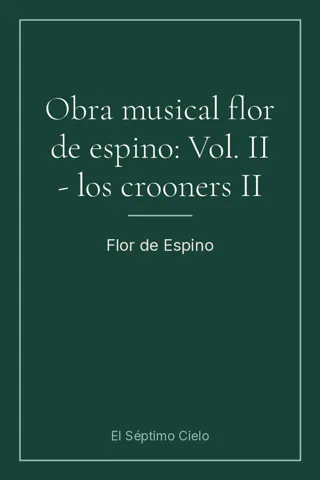 Obra musical flor
de espino: Vol. II
- los crooners II
Flor de Espino
El Séptimo Cielo